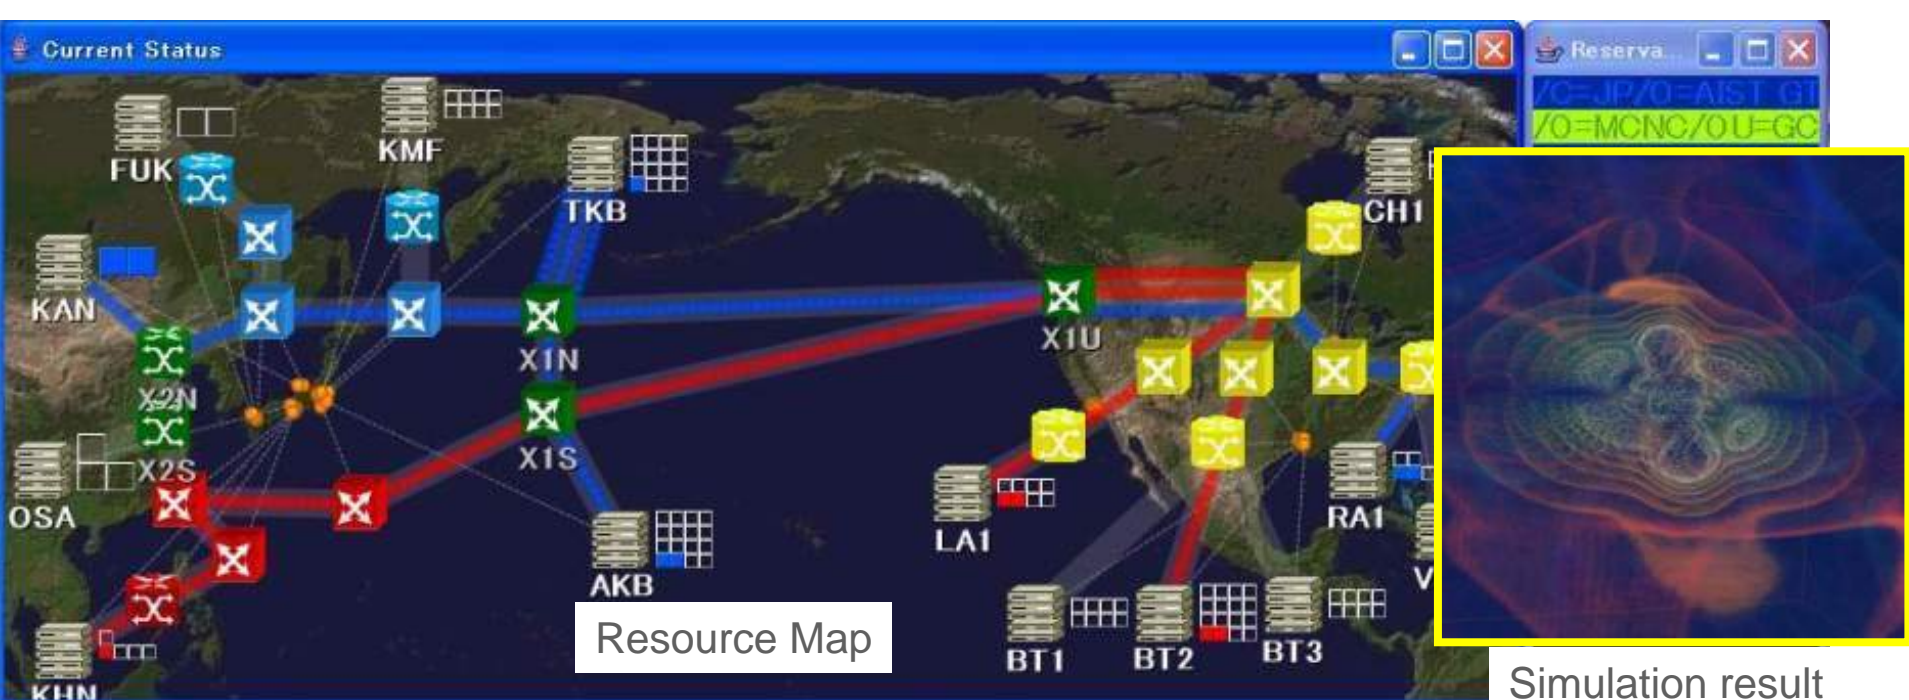 Current Status
Reserva...
/C=JP/O=AIST GT
/O=MCNC/OU=GC
FUK
KMF
TKB
CH1
KAN
X1N
X1U
X2N
X1S
X2S
OSA
LA1
RA1
AKB
V
BT1
BT2
BT3
KHN
Resource Map
Simulation result